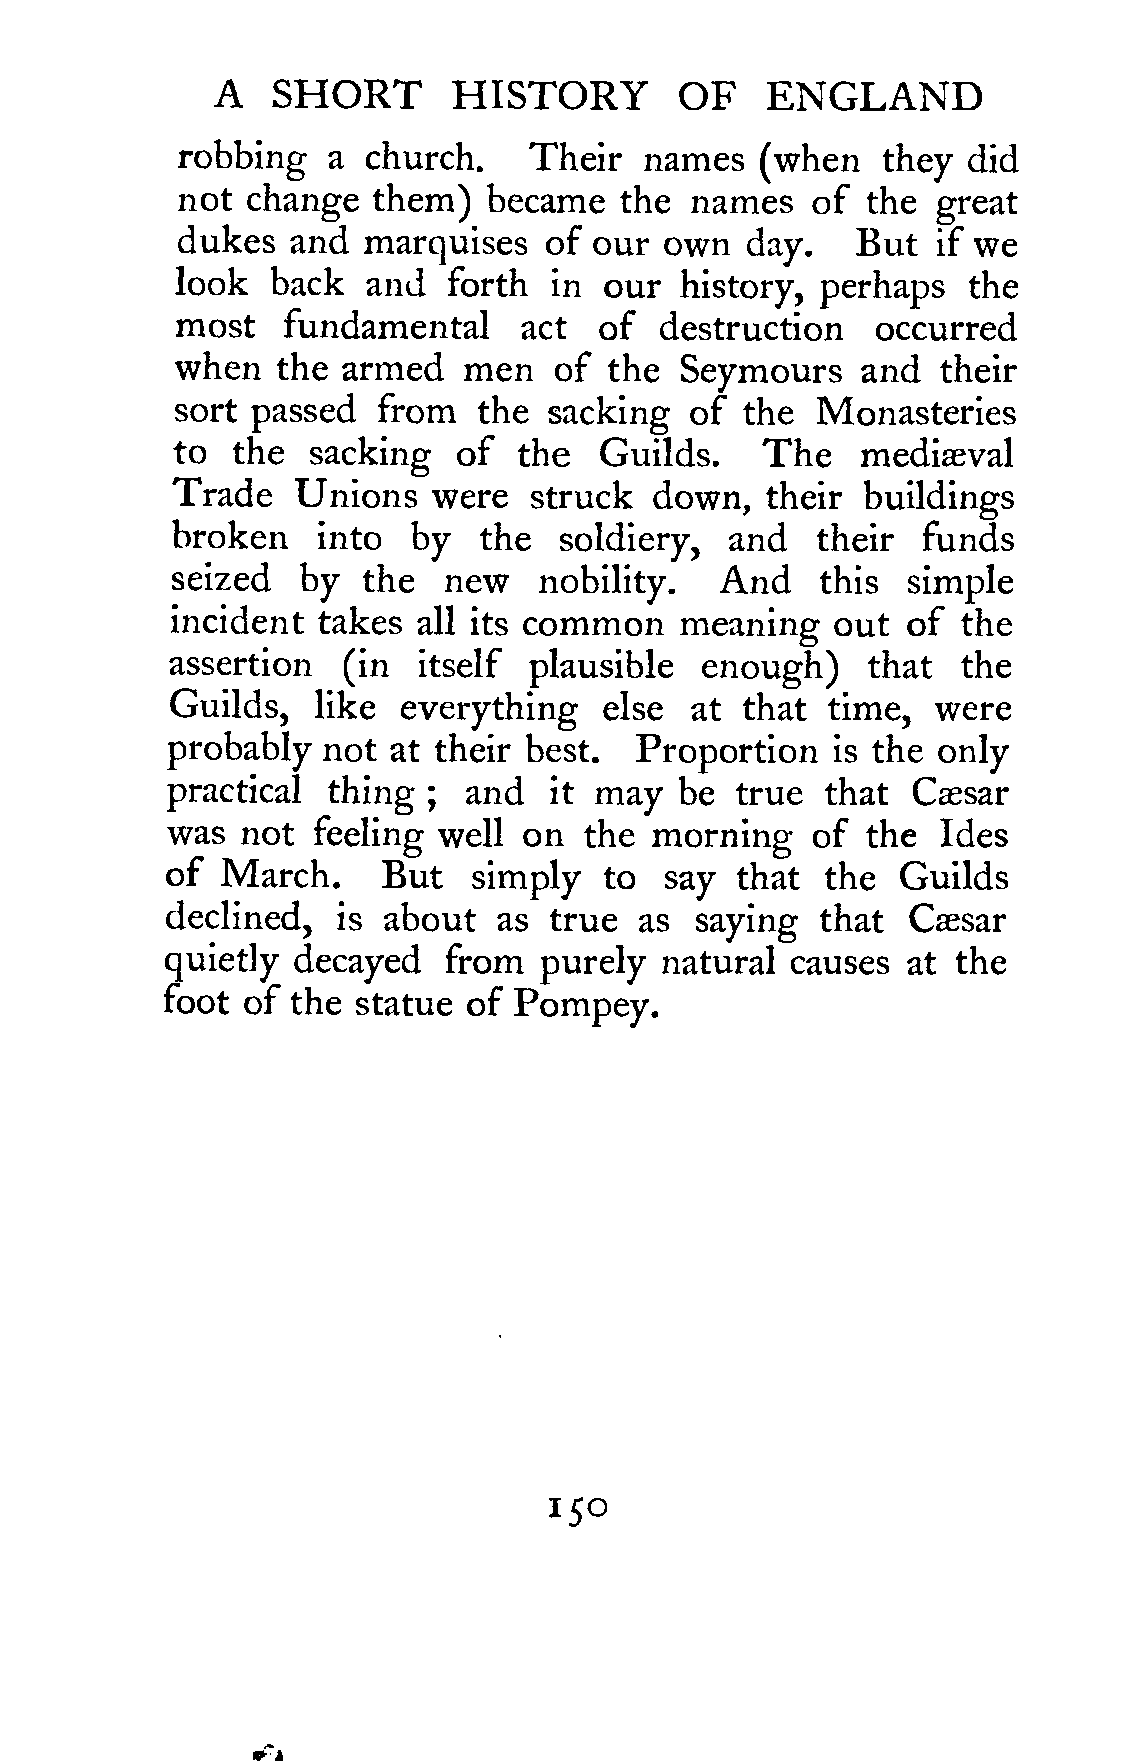 A SHORT HISTORY OF ENGLAND
robbing a church. Their names (when they did
not change them) became the names of the great
dukes and marquises of our own day. But if we
look back and forth in our history, perhaps the
most fundamental act of destruction occurred
when the armed men of the Seymours and their
sort passed from the sacking of the Monasteries
to the sacking of the Guilds. The mediæval
Trade Unions were struck down, their buildings
broken into by the soldiery, and their funds
seized by the new nobility. And this simple
incident takes all its common meaning out of the
assertion (in itself plausible enough) that the
Guilds, like everything else at that time, were
probably not at their best. Proportion is the only
practical thing ; and it may be true that Cæsar
was not feeling well on the morning of the Ides
of March. But simply to say that the Guilds
declined, is about as true as saying that Cæsar
quietly decayed from purely natural causes at the
foot of the statue of Pompey.
150